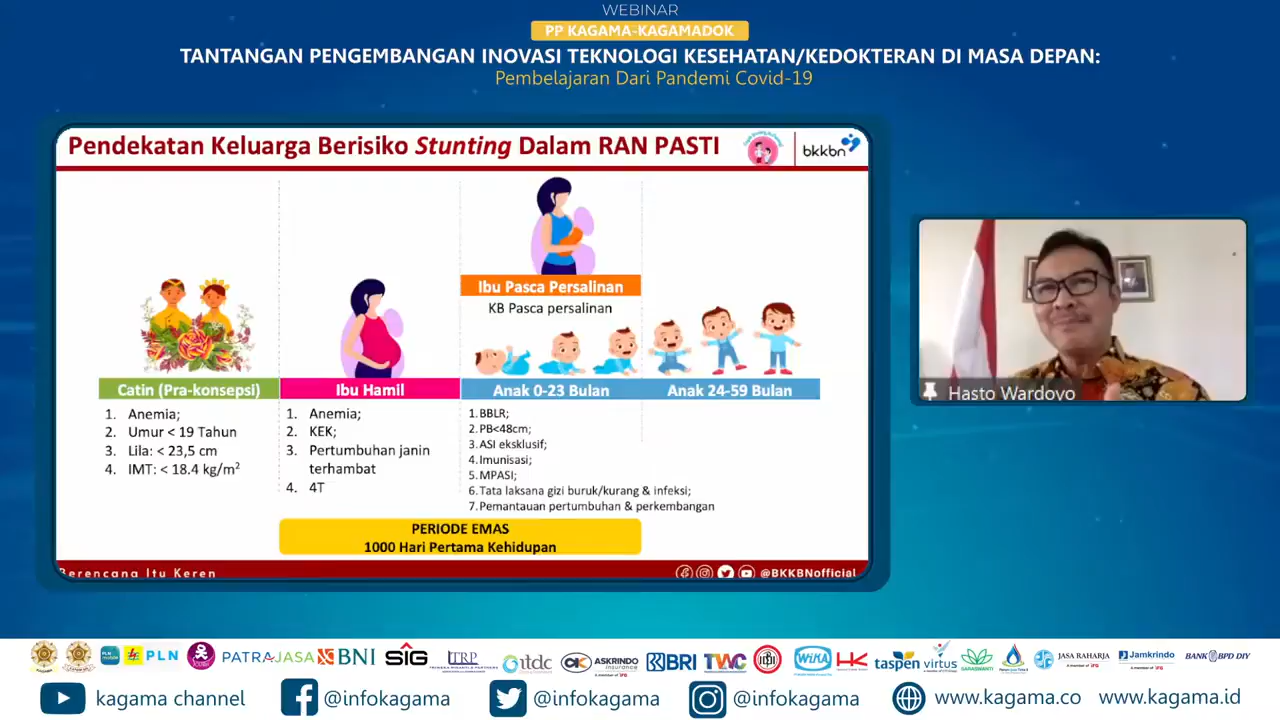 WEBINAR
PP KAGAMA-KAGAMADOK
TANTANGAN PENGEMBANGAN INOVASI TEKNOLOGI KESEHATAN/KEDOKTERAN DI MASA DEPAN:
Pembelajaran Dari Pandemi Covid-19
Pendekatan Keluarga Berisiko Stunting Dalam RAN PASTI
bkkbn
Ibu Pasca Persalinan
KB Pasca persalinan
Catin (Pra-konsepsi)
1. Anemia;
2. Umur < 19 Tahun
3. Lila: < 23,5 cm
4. IMT: < 18.4 kg/m²
Ibu Hamil
1. Anemia;
2. KEK;
3. Pertumbuhan janin
terhambat
4. 4T
Anak 0-23 Bulan
Anak 24-59 Bulan
1. BBLR;
2. PB<48cm;
3. ASI eksklusif;
4. Imunisasi;
5. MPASI;
6. Tata laksana gizi buruk/kurang & infeksi;
7. Pemantauan pertumbuhan & perkembangan
PERIODE EMAS
1000 Hari Pertama Kehidupan
Berencana Itu Keren
@BKKBNofficial
Hasto Wardoyo
PLN
PATRA JASA
BNI
SIG
TRP
itdc
AK
ASKRINDO
insurance
BRI
TWC
WIKA
HK
taspen
virtus
SARASWANTI
JASA RAHARJA
Jamkrindo
BANK BPD DIY
kagama channel
@infokagama
@infokagama
@infokagama
www.kagama.co
www.kagama.id